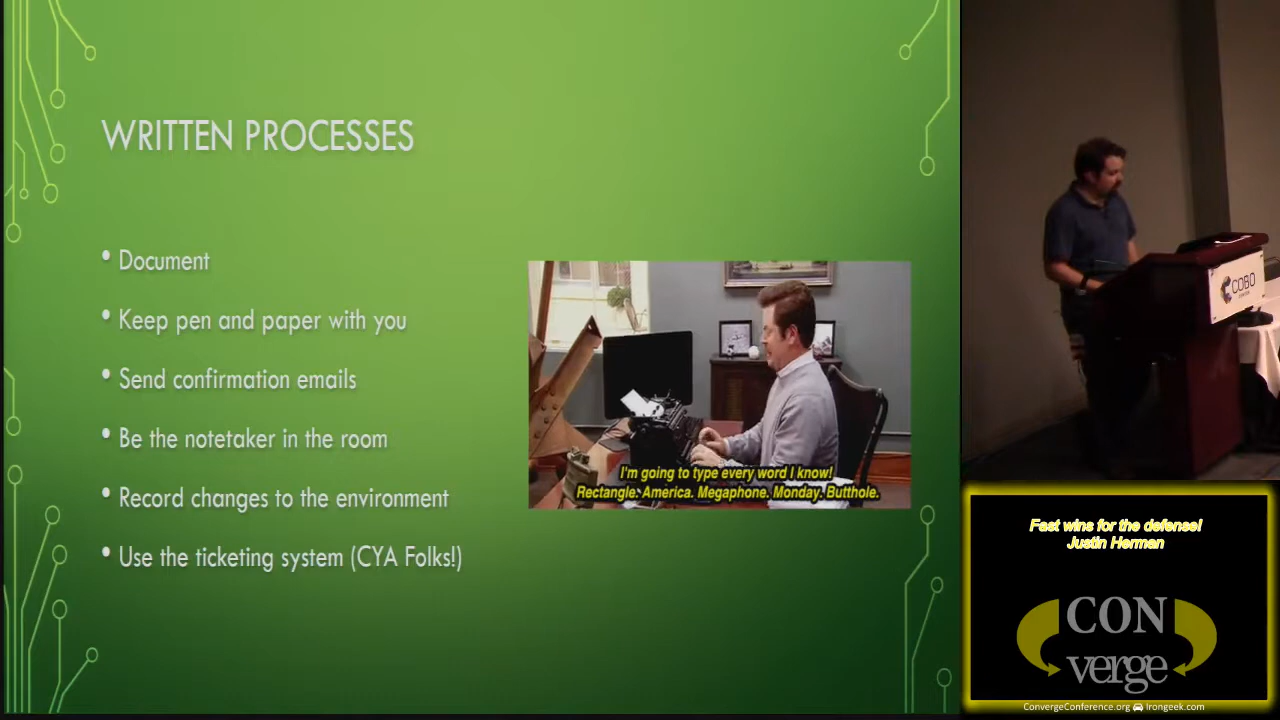 WRITTEN PROCESSES
• Document
• Keep pen and paper with you
• Send confirmation emails
• Be the notetaker in the room
• Record changes to the environment
• Use the ticketing system (CYA Folks!)
I'm going to type every word I know!
Rectangle. America. Megaphone. Monday. Butthole.
COBO
Fast wins for the defense!
Justin Herman
CON
verge
ConvergeConference.org Irongeek.com